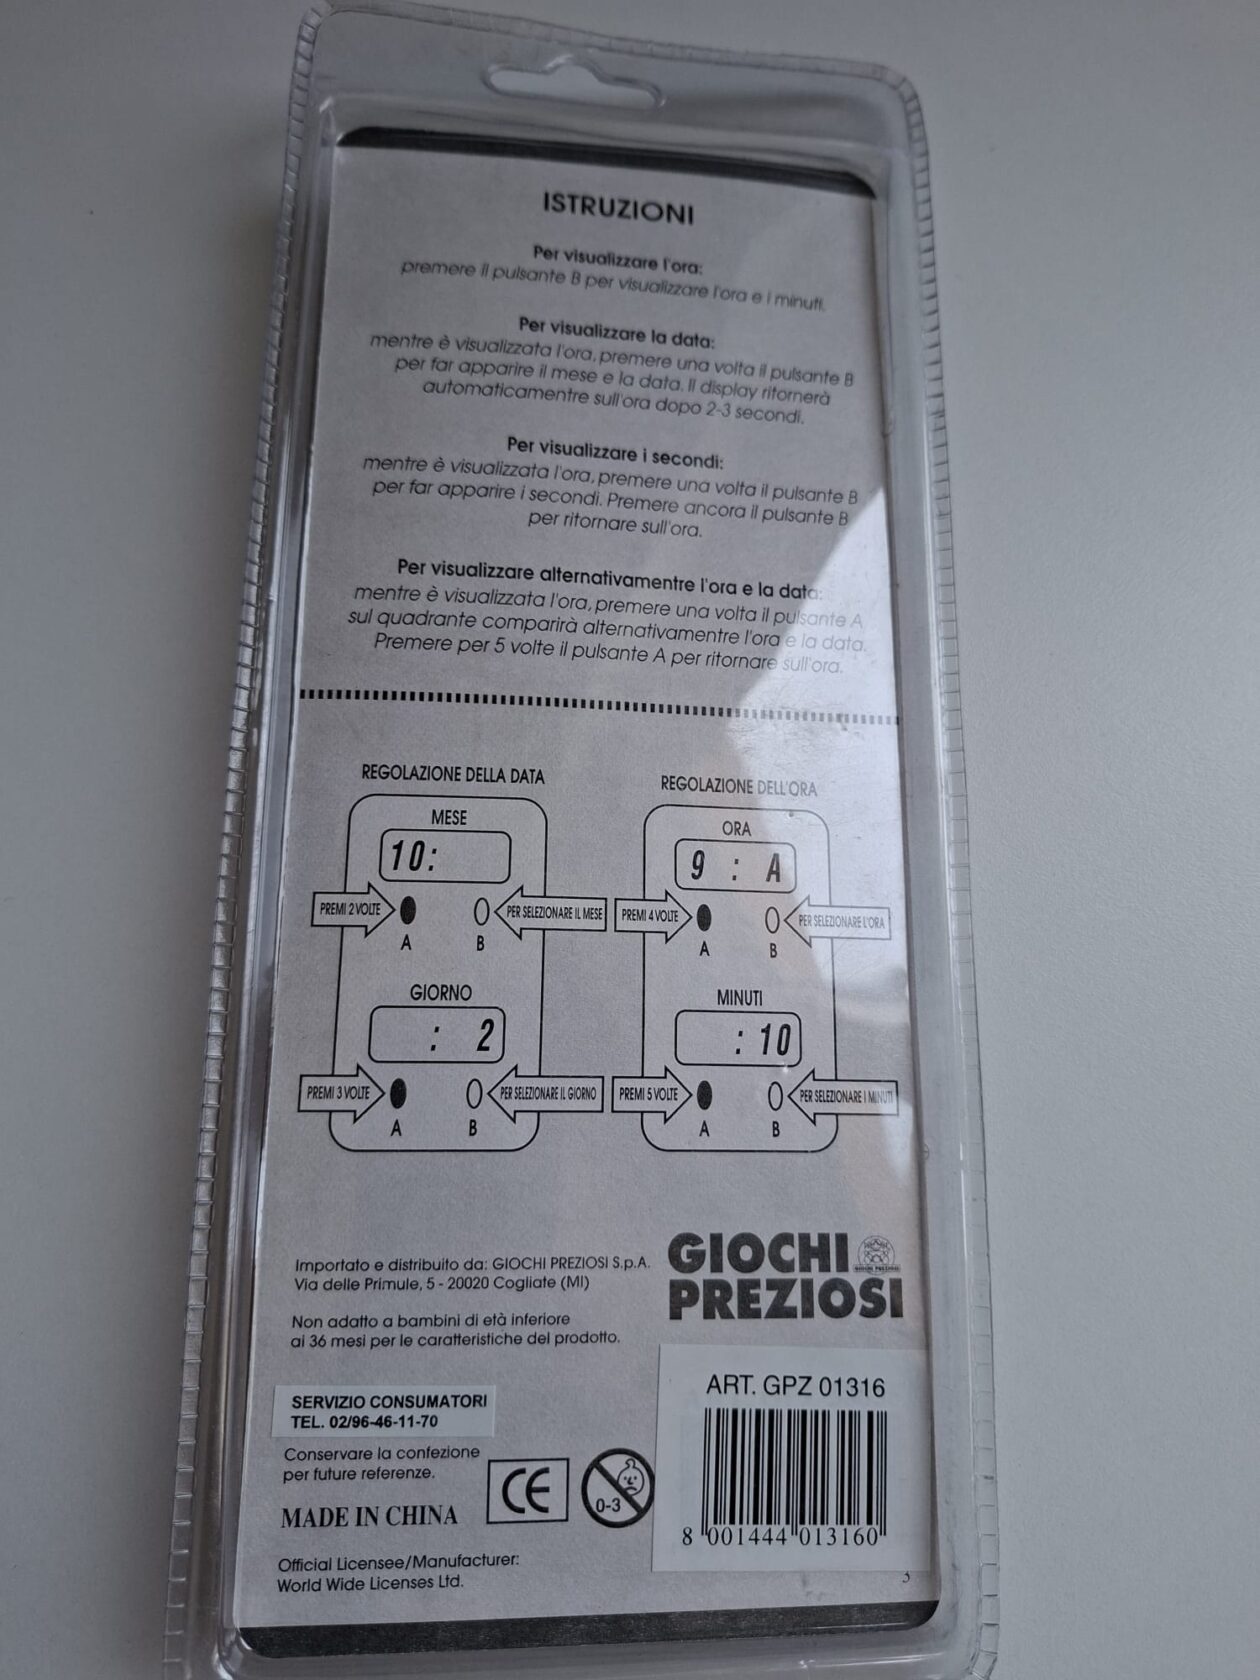 ISTRUZIONI
Per visualizzare l'ora:
premere il pulsante B per visualizzare l'ora e i minuti.
Per visualizzare la data:
mentre è visualizzata l'ora, premere una volta il pulsante B
per far apparire il mese e la data. Il display ritornerà
automaticamentre sull'ora dopo 2-3 secondi.
Per visualizzare i secondi:
mentre è visualizzata l'ora, premere una volta il pulsante B
per far apparire i secondi. Premere ancora il pulsante B
per ritornare sull'ora.
Per visualizzare alternativamentre l'ora e la data:
mentre è visualizzata l'ora, premere una volta il pulsante A
sul quadrante comparirà alternativamentre l'ora e la data.
Premere per 5 volte il pulsante A per ritornare sull'ora.
REGOLAZIONE DELLA DATA
MESE
10:
PREMI 2 VOLTE
PER SELEZIONARE IL MESE
A B
GIORNO
: 2
PREMI 3 VOLTE
PER SELEZIONARE IL GIORNO
A B
REGOLAZIONE DELL'ORA
ORA
9 : A
PREMI 4 VOLTE
PER SELEZIONARE L'ORA
A B
MINUTI
:10
PREMI 5 VOLTE
PER SELEZIONARE I MINUTI
A B
Importato e distribuito da: GIOCHI PREZIOSI S.p.A.
Via delle Primule, 5 - 20020 Cogliate (MI)
Non adatto a bambini di età inferiore
ai 36 mesi per le caratteristiche del prodotto.
GIOCHI
PREZIOSI
GIOCHI PREZIOSI
SERVIZIO CONSUMATORI
TEL. 02/96-46-11-70
Conservare la confezione
per future referenze.
MADE IN CHINA
CE
0-3
Official Licensee/Manufacturer:
World Wide Licenses Ltd.
ART. GPZ 01316
8 001444 013160
3